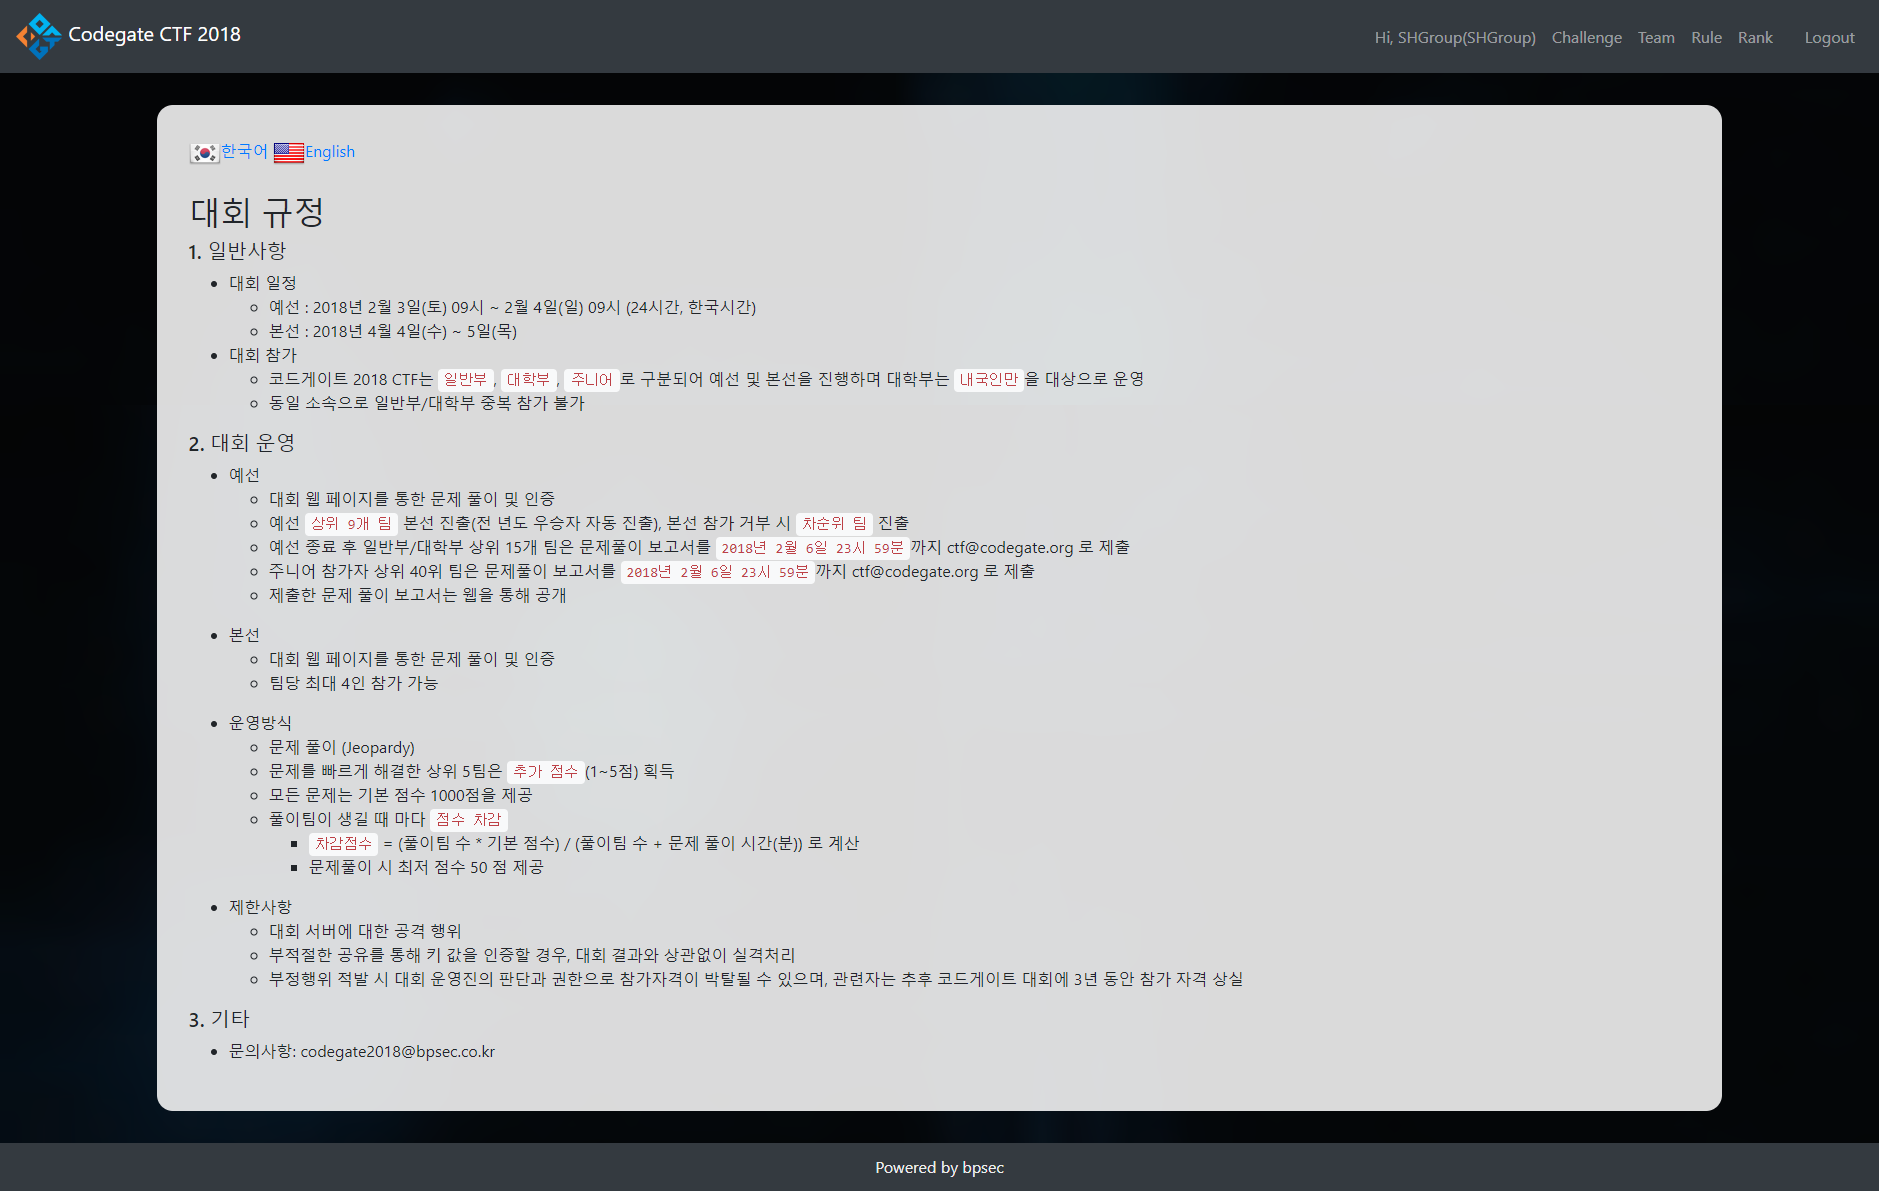 Codegate CTF 2018
Hi, SHGroup(SHGroup) Challenge Team Rule Rank Logout
한국어 English
대회 규정
1. 일반사항
대회 일정
예선 : 2018년 2월 3일(토) 09시 ~ 2월 4일(일) 09시 (24시간, 한국시간)
본선 : 2018년 4월 4일(수) ~ 5일(목)
대회 참가
코드게이트 2018 CTF는 일반부, 대학부, 주니어로 구분되어 예선 및 본선을 진행하며 대학부는 내국인만을 대상으로 운영
동일 소속으로 일반부/대학부 중복 참가 불가
2. 대회 운영
예선
대회 웹 페이지를 통한 문제 풀이 및 인증
예선 상위 9개 팀 본선 진출(전 년도 우승자 자동 진출), 본선 참가 거부 시 차순위 팀 진출
예선 종료 후 일반부/대학부 상위 15개 팀은 문제풀이 보고서를 2018년 2월 6일 23시 59분까지 ctf@codegate.org 로 제출
주니어 참가자 상위 40위 팀은 문제풀이 보고서를 2018년 2월 6일 23시 59분까지 ctf@codegate.org 로 제출
제출한 문제 풀이 보고서는 웹을 통해 공개
본선
대회 웹 페이지를 통한 문제 풀이 및 인증
팀당 최대 4인 참가 가능
운영방식
문제 풀이 (Jeopardy)
문제를 빠르게 해결한 상위 5팀은 추가 점수(1~5점) 획득
모든 문제는 기본 점수 1000점을 제공
풀이팀이 생길 때 마다 점수 차감
차감점수 = (풀이팀 수 * 기본 점수) / (풀이팀 수 + 문제 풀이 시간(분)) 로 계산
문제풀이 시 최저 점수 50 점 제공
제한사항
대회 서버에 대한 공격 행위
부적절한 공유를 통해 키 값을 인증할 경우, 대회 결과와 상관없이 실격처리
부정행위 적발 시 대회 운영진의 판단과 권한으로 참가자격이 박탈될 수 있으며, 관련자는 추후 코드게이트 대회에 3년 동안 참가 자격 상실
3. 기타
문의사항: codegate2018@bpsec.co.kr
Powered by bpsec